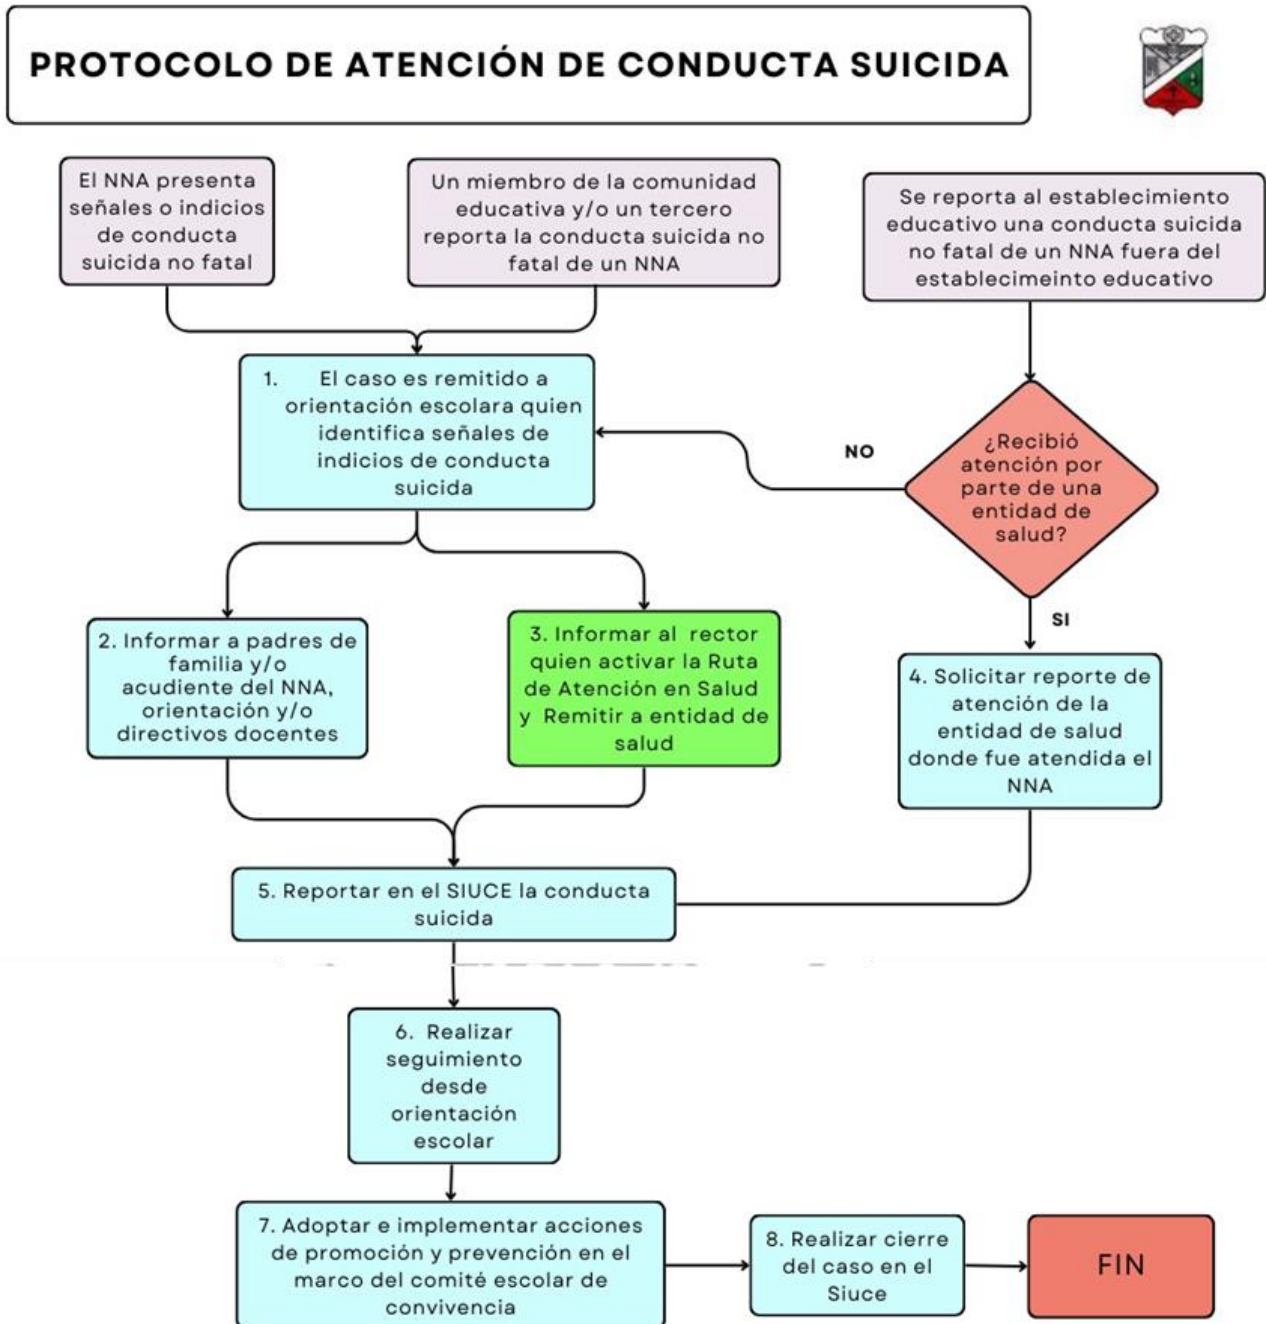 PROTOCOLO DE ATENCIÓN DE CONDUCTA SUICIDA
El NNA presenta
señales o indicios
de conducta
suicida no fatal
Un miembro de la comunidad
educativa y/o un tercero
reporta la conducta suicida no
fatal de un NNA
Se reporta al establecimiento
educativo una conducta suicida
no fatal de un NNA fuera del
establecimeinto educativo
1. El caso es remitido a
orientación escolara quien
identifica señales de
indicios de conducta
suicida
NO
¿Recibió
atención por
parte de una
entidad de
salud?
SI
2. Informar a padres de
familia y/o
acudiente del NNA,
orientación y/o
directivos docentes
3. Informar al rector
quien activar la Ruta
de Atención en Salud
y Remitir a entidad de
salud
4. Solicitar reporte de
atención de la
entidad de salud
donde fue atendida el
NNA
5. Reportar en el SIUCE la conducta
suicida
6. Realizar
seguimiento
desde
orientación
escolar
7. Adoptar e implementar acciones
de promoción y prevención en el
marco del comité escolar de
convivencia
8. Realizar cierre
del caso en el
Siuce
FIN